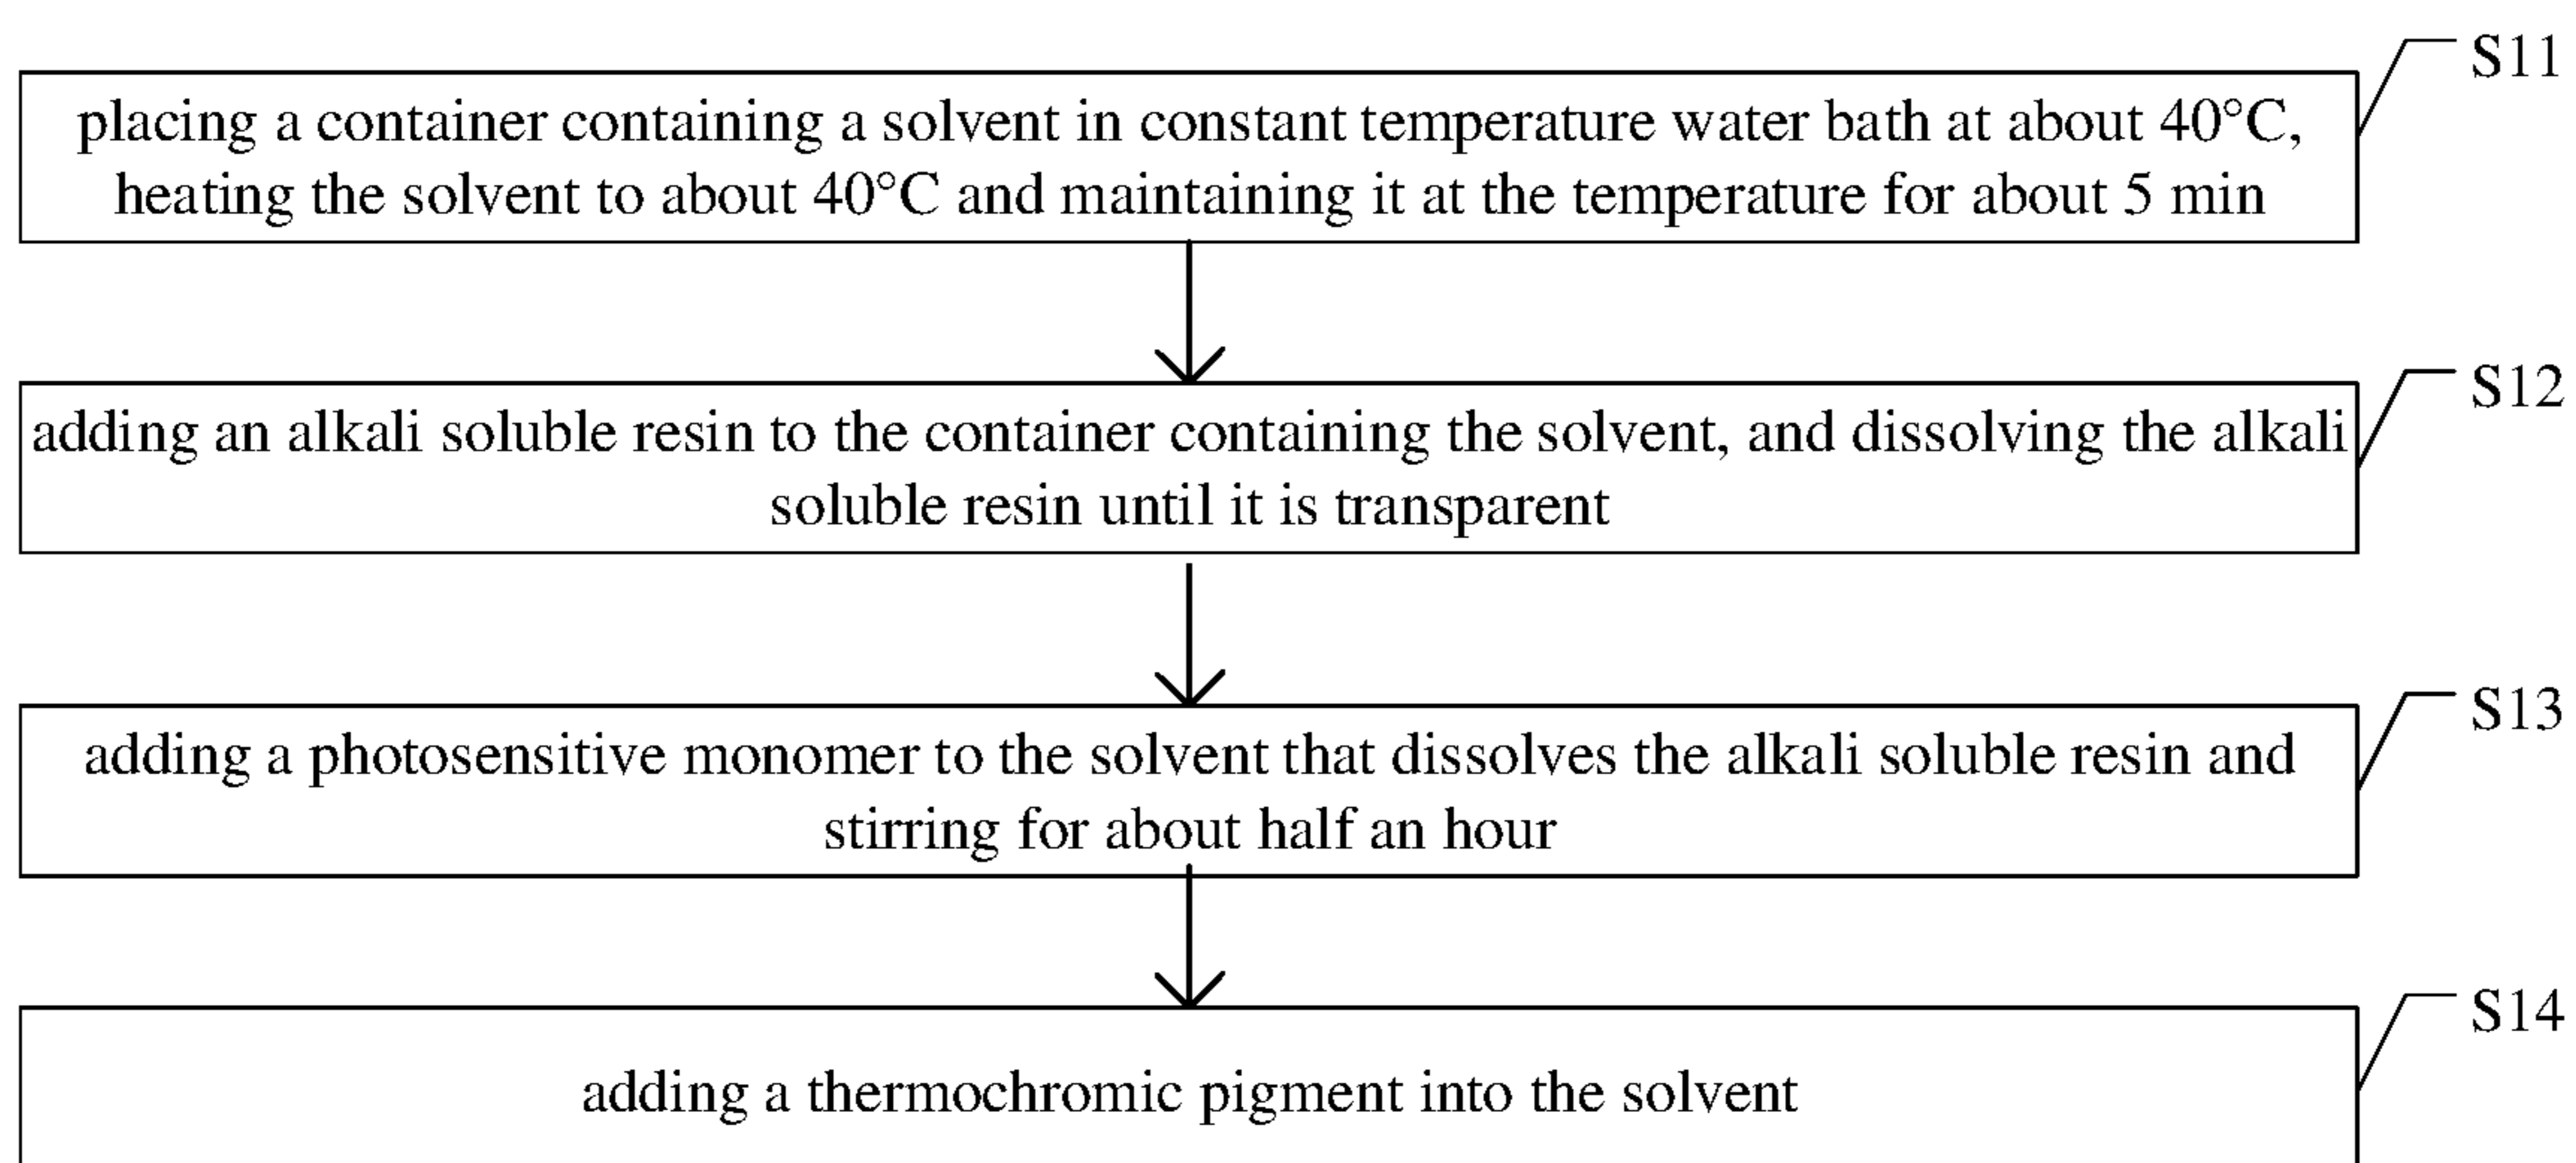 S11
placing a container containing a solvent in constant temperature water bath at about 40°C,
heating the solvent to about 40°C and maintaining it at the temperature for about 5 min
S12
adding an alkali soluble resin to the container containing the solvent, and dissolving the alkali
soluble resin until it is transparent
S13
adding a photosensitive monomer to the solvent that dissolves the alkali soluble resin and
stirring for about half an hour
S14
adding a thermochromic pigment into the solvent